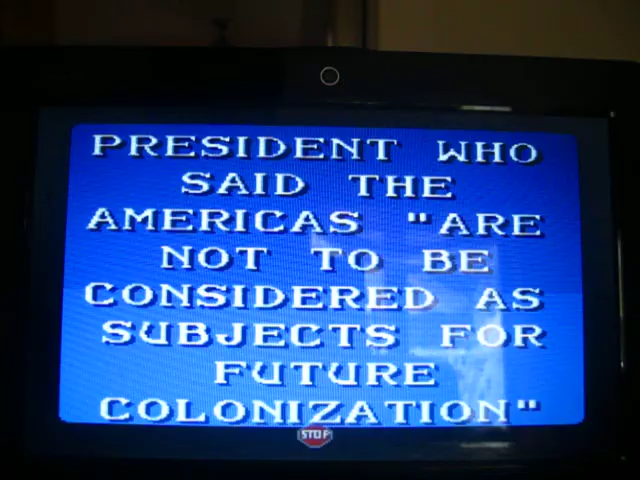 PRESIDENT WHO
SAID THE
AMERICAS "ARE
NOT TO BE
CONSIDERED AS
SUBJECTS FOR
FUTURE
COLONIZATION"
STOP